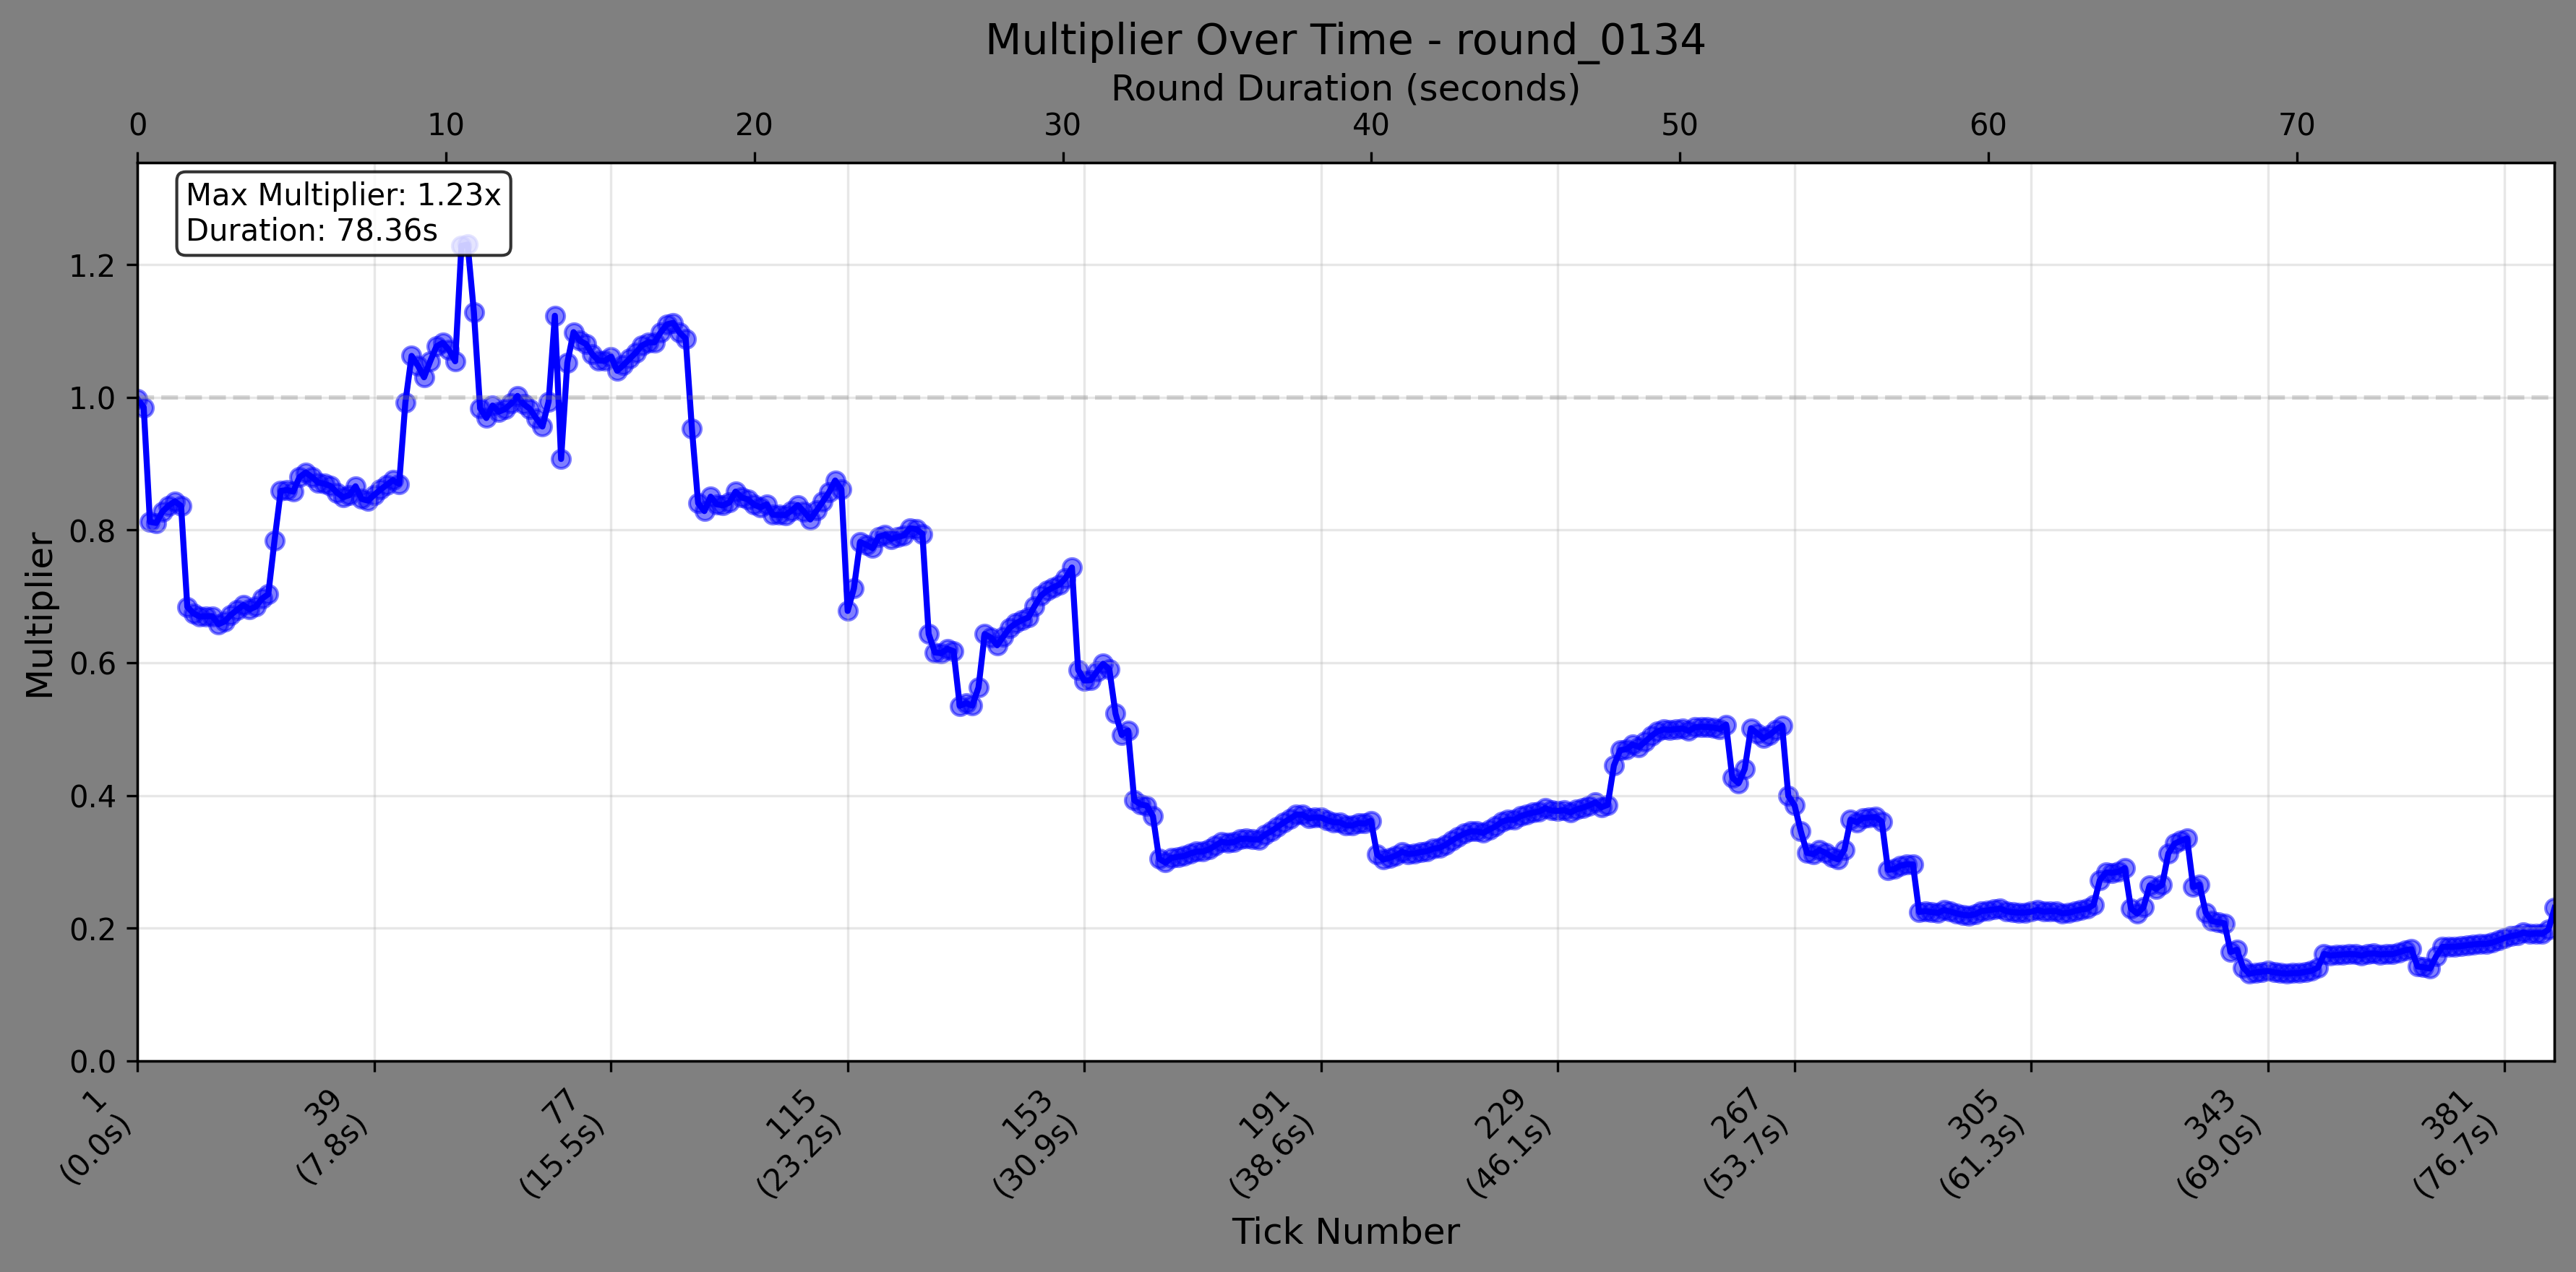 Multiplier Over Time - round_0134
Round Duration (seconds)
0 10 20 30 40 50 60 70
Max Multiplier: 1.23x
Duration: 78.36s
Multiplier
1.2
1.0
0.8
0.6
0.4
0.2
0.0
1
(0.0s)
39
(7.8s)
77
(15.5s)
115
(23.2s)
153
(30.9s)
191
(38.6s)
229
(46.1s)
267
(53.7s)
305
(61.3s)
343
(69.0s)
381
(76.7s)
Tick Number